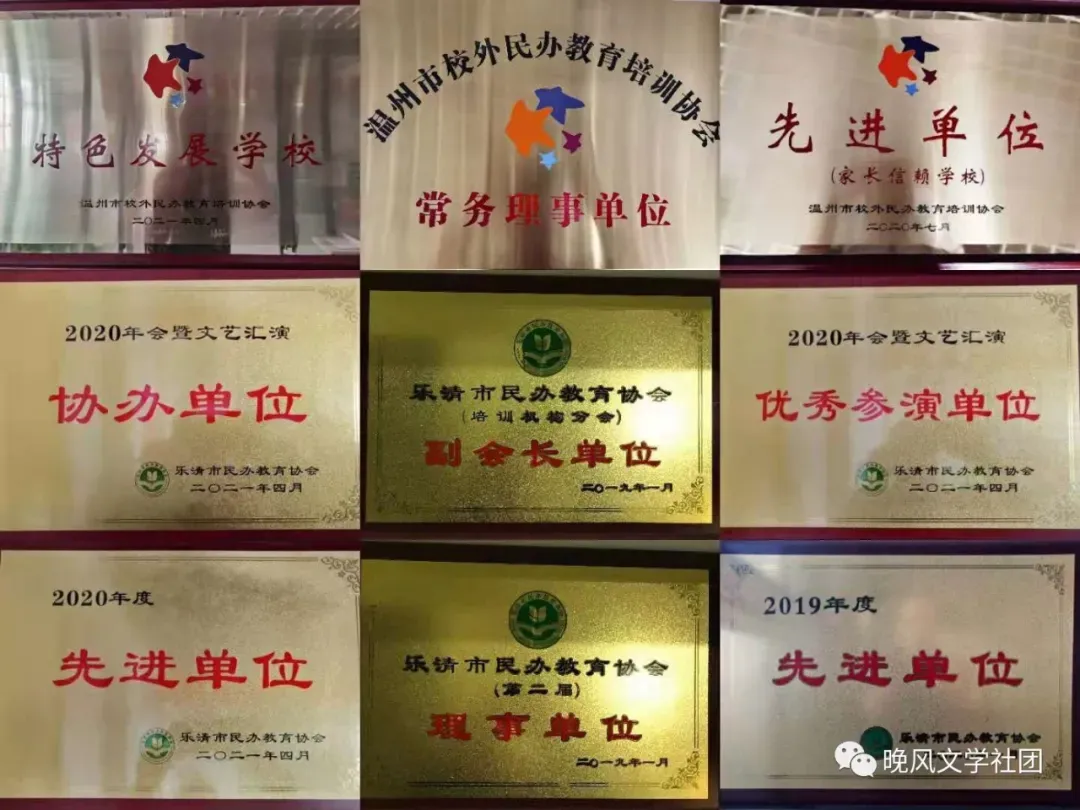 特色发展学校
温州市校外民办教育培训协会
二〇二一年四月
温州市校外民办教育培训协会
常务理事单位
先进单位
(家长信赖学校)
温州市校外民办教育培训协会
二〇二〇年七月
2020年会暨文艺汇演
协办单位
乐清市民办教育协会
二〇二一年四月
乐清市民办教育协会
(培训机构分会)
副会长单位
二〇一九年一月
2020年会暨文艺汇演
优秀参演单位
乐清市民办教育协会
二〇二一年四月
2020年度
先进单位
乐清市民办教育协会
二〇二一年四月
乐清市民办教育协会
(第二届)
理事单位
二〇一九年一月
2019年度
先进单位
乐清市民办教育协会
晚风文学社团